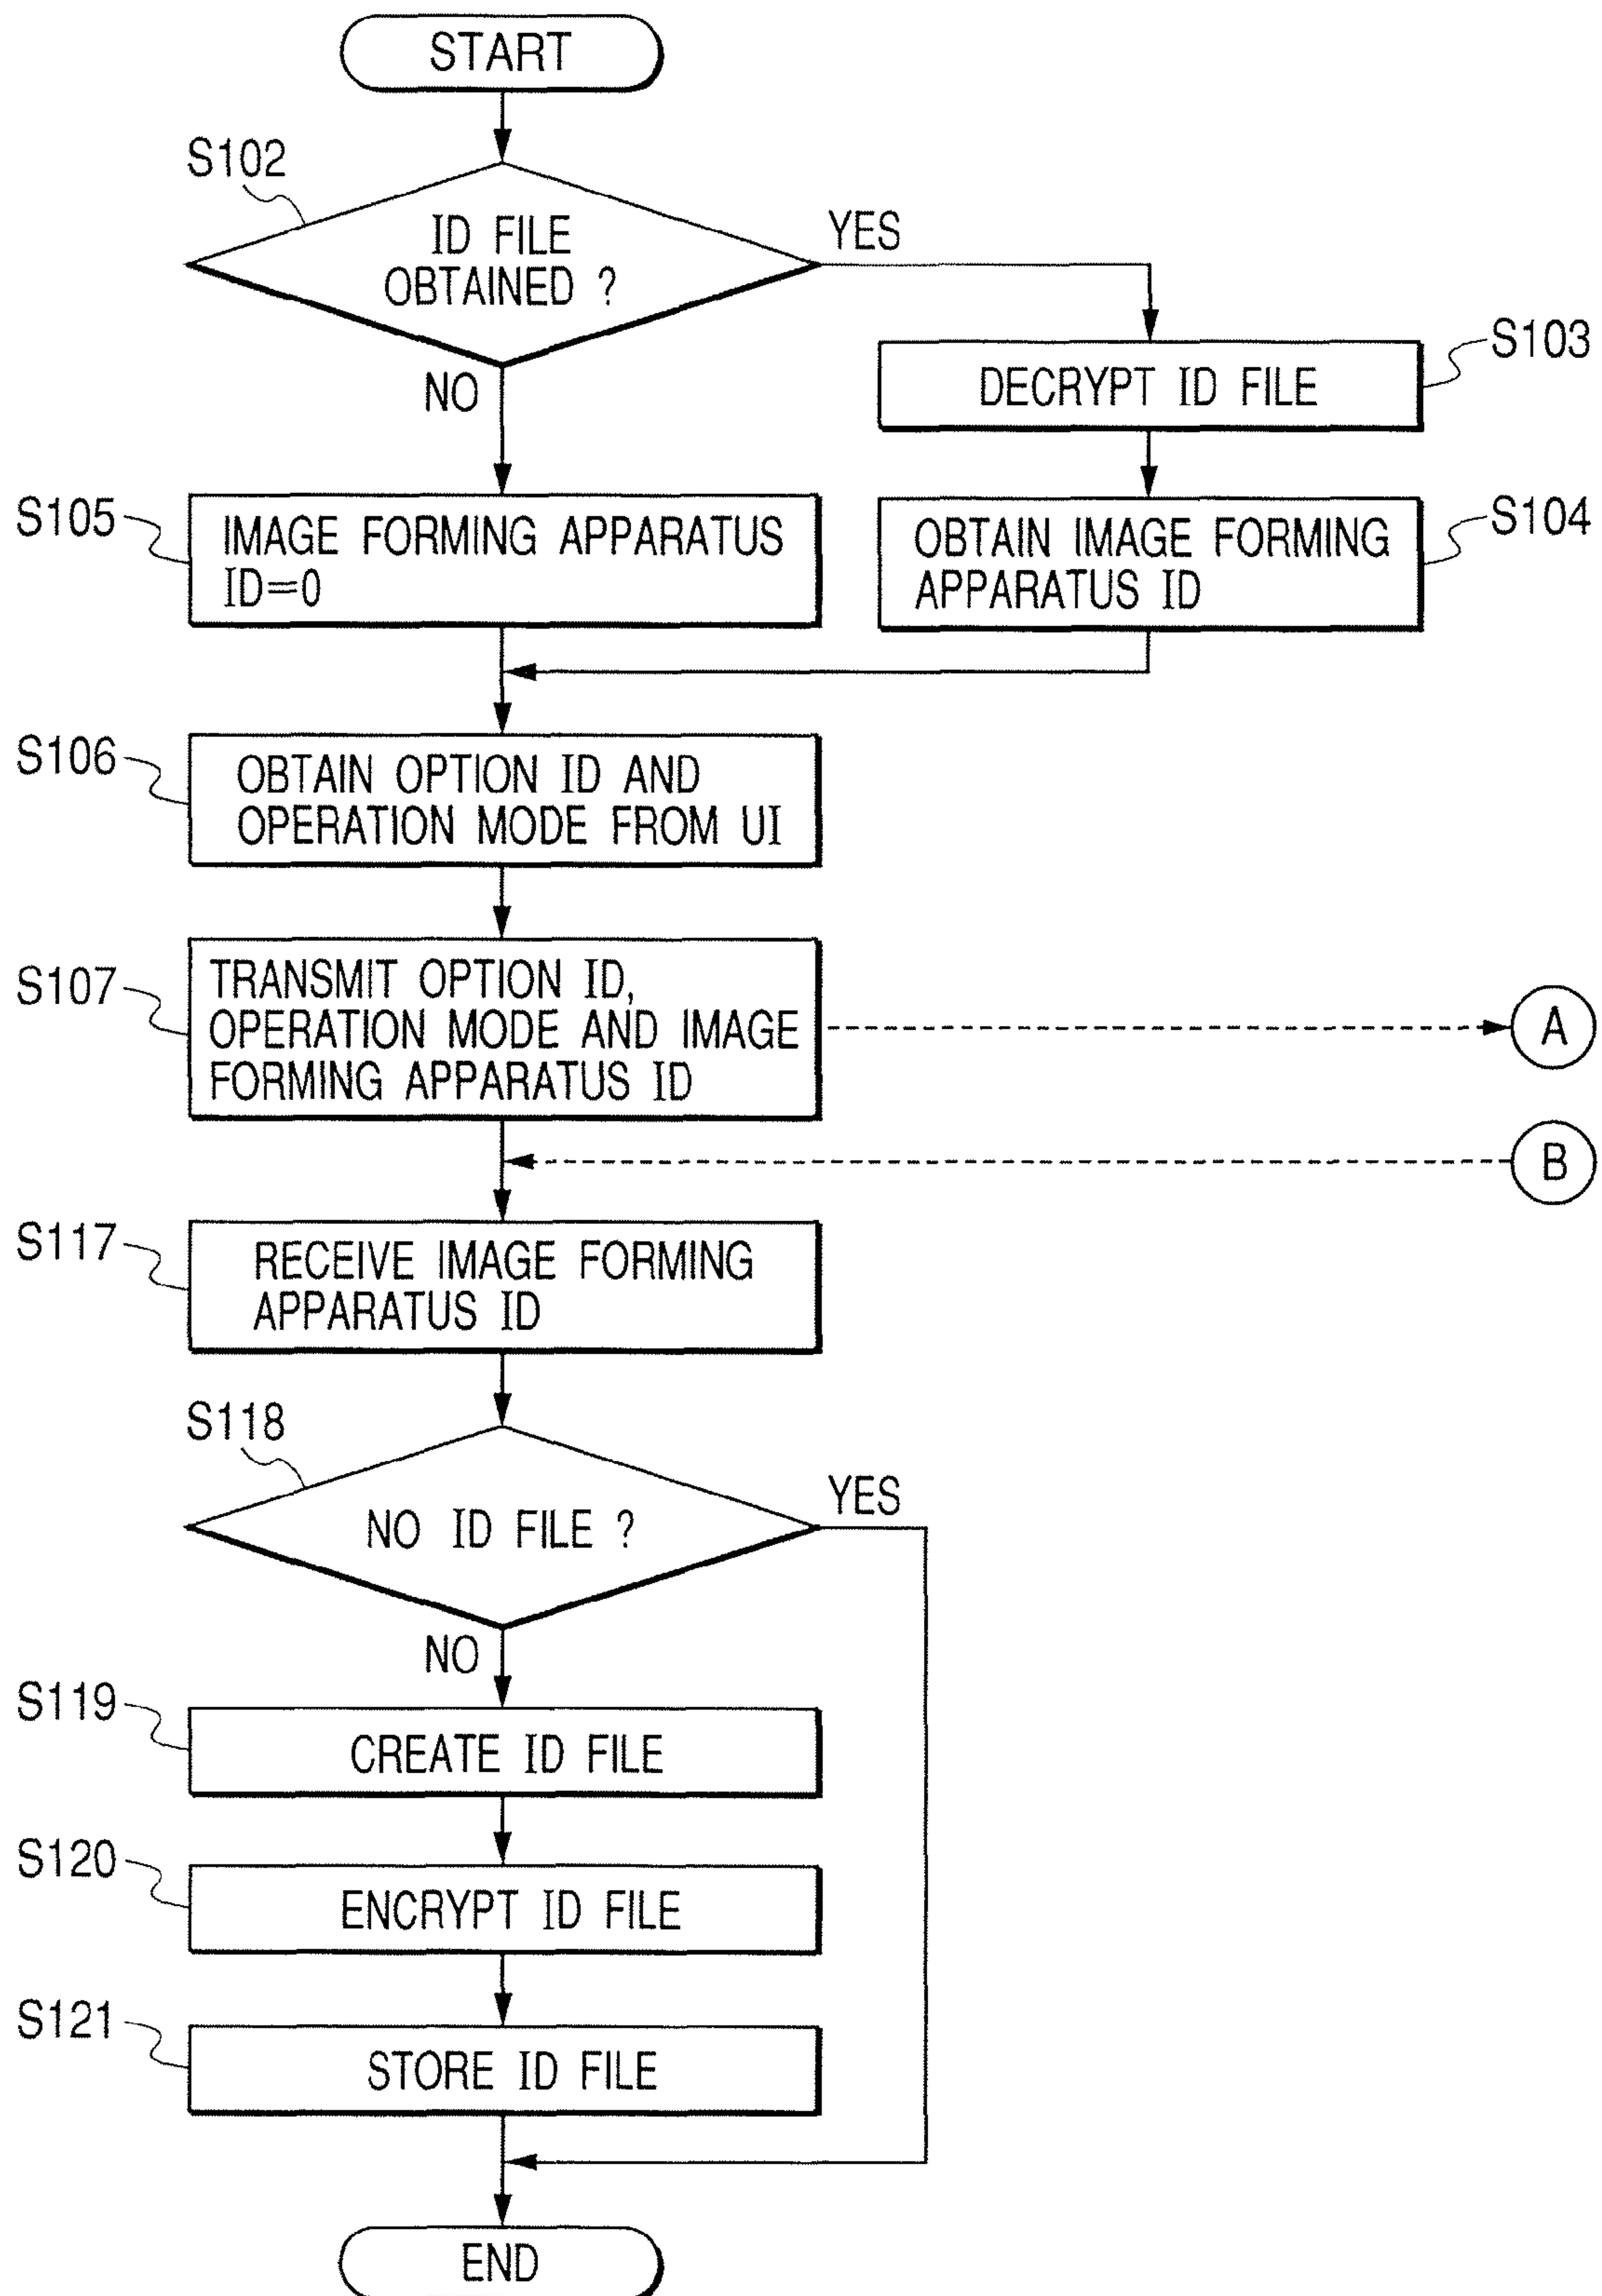 START
S102
ID FILE
OBTAINED ?
YES
NO
S103
DECRYPT ID FILE
S105
IMAGE FORMING APPARATUS
ID=0
S104
OBTAIN IMAGE FORMING
APPARATUS ID
S106
OBTAIN OPTION ID AND
OPERATION MODE FROM UI
S107
TRANSMIT OPTION ID,
OPERATION MODE AND IMAGE
FORMING APPARATUS ID
A
B
S117
RECEIVE IMAGE FORMING
APPARATUS ID
S118
NO ID FILE ?
YES
NO
S119
CREATE ID FILE
S120
ENCRYPT ID FILE
S121
STORE ID FILE
END